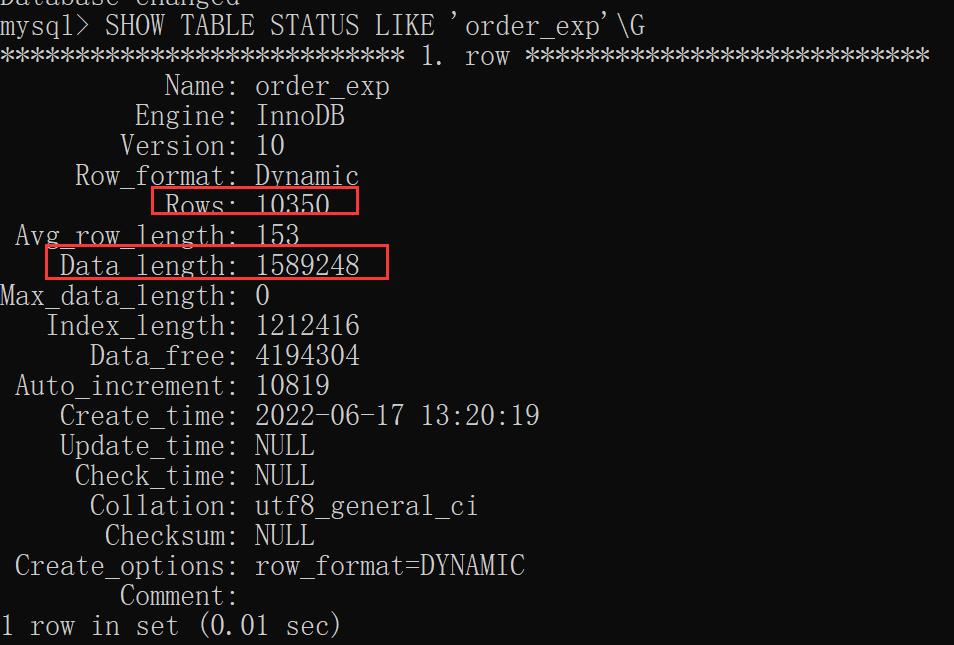 Database changed
mysql> SHOW TABLE STATUS LIKE 'order_exp'\G
*************************** 1. row ***************************
Name: order_exp
Engine: InnoDB
Version: 10
Row_format: Dynamic
Rows: 10350
Avg_row_length: 153
Data_length: 1589248
Max_data_length: 0
Index_length: 1212416
Data_free: 4194304
Auto_increment: 10819
Create_time: 2022-06-17 13:20:19
Update_time: NULL
Check_time: NULL
Collation: utf8_general_ci
Checksum: NULL
Create_options: row_format=DYNAMIC
Comment:
1 row in set (0.01 sec)